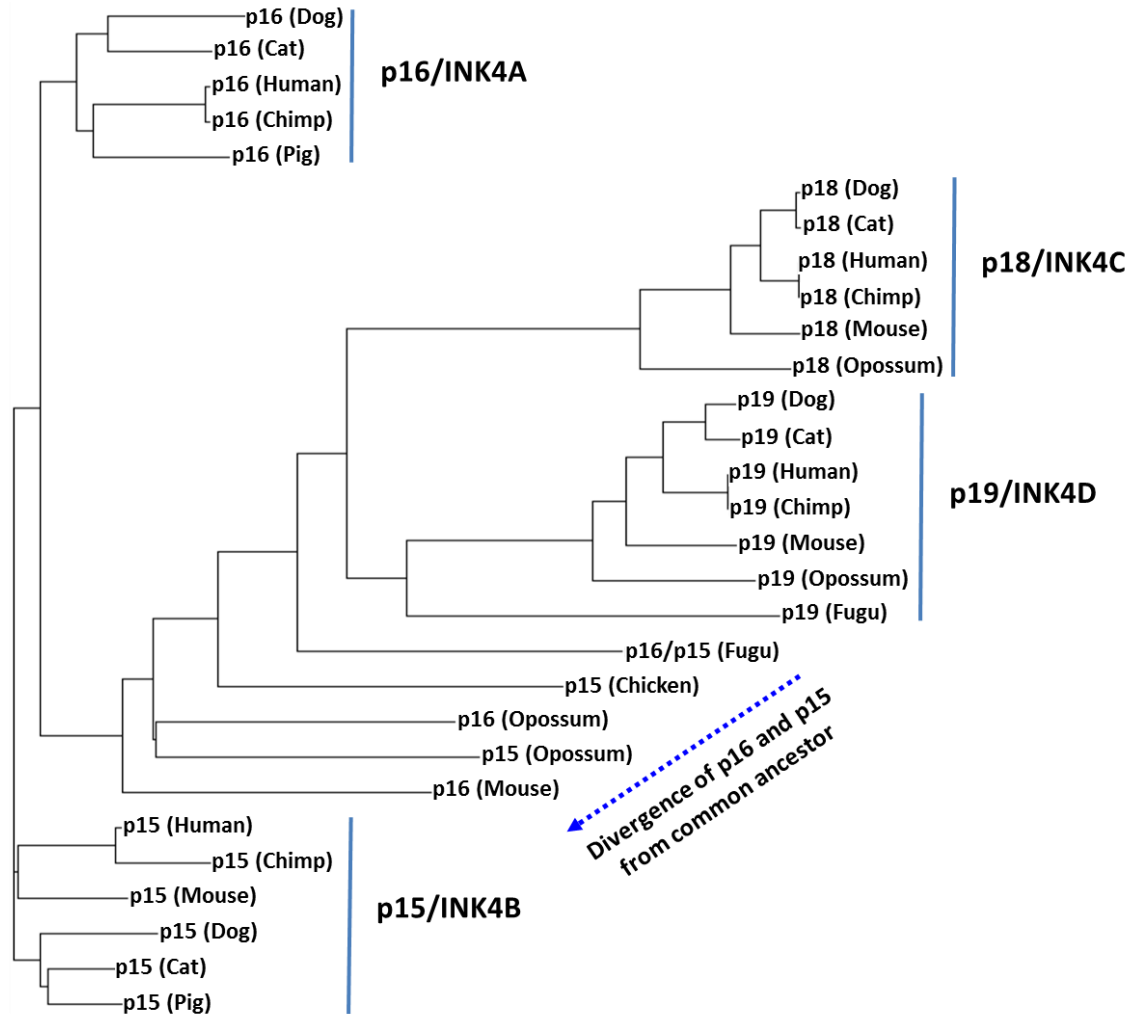 p16 (Dog)
p16 (Cat)
p16 (Human)
p16 (Chimp)
p16 (Pig)
p16/INK4A
p18 (Dog)
p18 (Cat)
p18 (Human)
p18 (Chimp)
p18 (Mouse)
p18 (Opossum)
p18/INK4C
p19 (Dog)
p19 (Cat)
p19 (Human)
p19 (Chimp)
p19 (Mouse)
p19 (Opossum)
p19 (Fugu)
p19/INK4D
p16/p15 (Fugu)
p15 (Chicken)
p16 (Opossum)
p15 (Opossum)
p16 (Mouse)
Divergence of p16 and p15
from common ancestor
p15 (Human)
p15 (Chimp)
p15 (Mouse)
p15 (Dog)
p15 (Cat)
p15 (Pig)
p15/INK4B